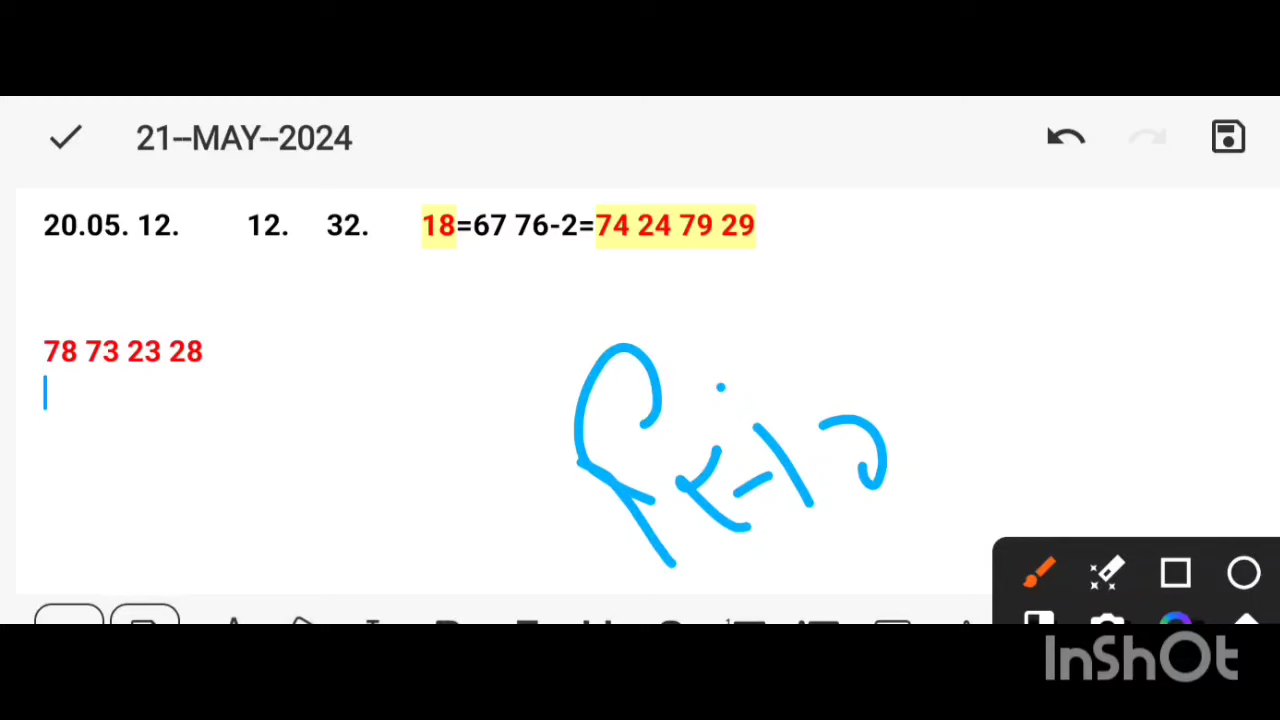 21--MAY--2024
20.05. 12. 12. 32. 18=67 76-2=74 24 79 29
78 73 23 28
InShOt